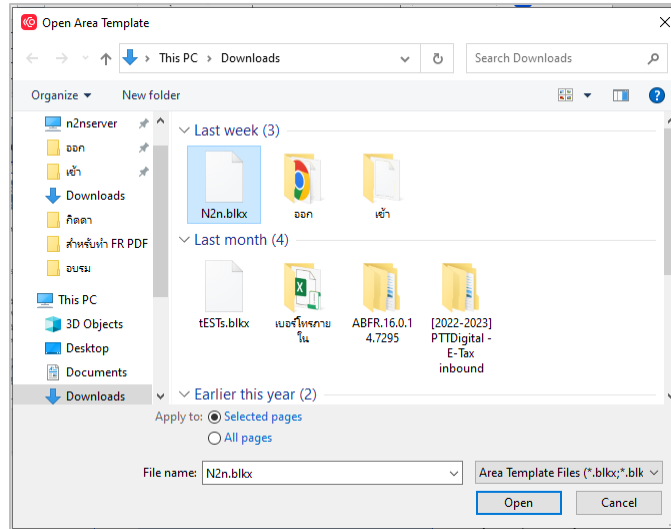 Open Area Template
This PC > Downloads
Search Downloads
Organize
New folder
n2nserver
ออก
เข้า
Downloads
กิดดา
สำหรับทำ FR PDF
อบรม
This PC
3D Objects
Desktop
Documents
Downloads
Last week (3)
N2n.blkx
ออก
เข้า
Last month (4)
tESTs.blkx
เบอร์โทรภาย
ใน
ABFR.16.0.1
4.7295
[2022-2023]
PTTDigital -
E-Tax
inbound
Earlier this year (2)
Apply to:
Selected pages
All pages
File name:
N2n.blkx
Area Template Files (*.blkx;*.blk
Open
Cancel